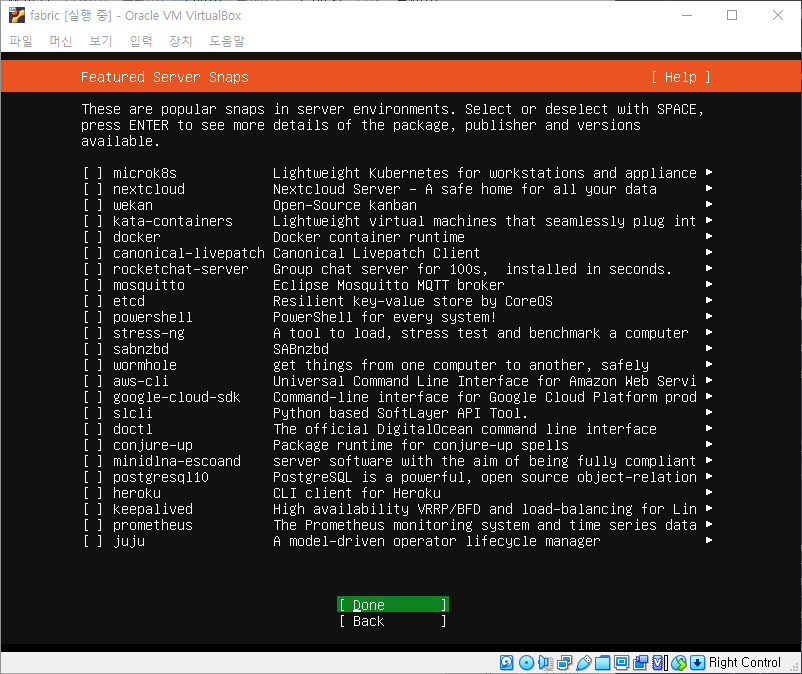 fabric [실행 중] - Oracle VM VirtualBox
파일 머신 보기 입력 장치 도움말
Featured Server Snaps [ Help ]
These are popular snaps in server environments. Select or deselect with SPACE,
press ENTER to see more details of the package, publisher and versions
available.
[ ] microk8s Lightweight Kubernetes for workstations and appliance ▸
[ ] nextcloud Nextcloud Server - A safe home for all your data ▸
[ ] wekan Open-Source kanban ▸
[ ] kata-containers Lightweight virtual machines that seamlessly plug int ▸
[ ] docker Docker container runtime ▸
[ ] canonical-livepatch Canonical Livepatch Client ▸
[ ] rocketchat-server Group chat server for 100s, installed in seconds. ▸
[ ] mosquitto Eclipse Mosquitto MQTT broker ▸
[ ] etcd Resilient key-value store by CoreOS ▸
[ ] powershell PowerShell for every system! ▸
[ ] stress-ng A tool to load, stress test and benchmark a computer ▸
[ ] sabnzbd SABnzbd ▸
[ ] wormhole get things from one computer to another, safely ▸
[ ] aws-cli Universal Command Line Interface for Amazon Web Servi ▸
[ ] google-cloud-sdk Command-line interface for Google Cloud Platform prod ▸
[ ] slcli Python based SoftLayer API Tool. ▸
[ ] doctl The official DigitalOcean command line interface ▸
[ ] conjure-up Package runtime for conjure-up spells ▸
[ ] minidlna-escoand server software with the aim of being fully compliant ▸
[ ] postgresql10 PostgreSQL is a powerful, open source object-relation ▸
[ ] heroku CLI client for Heroku ▸
[ ] keepalived High availability VRRP/BFD and load-balancing for Lin ▸
[ ] prometheus The Prometheus monitoring system and time series data ▸
[ ] juju A model-driven operator lifecycle manager ▸
[ Done ]
[ Back ]
Right Control